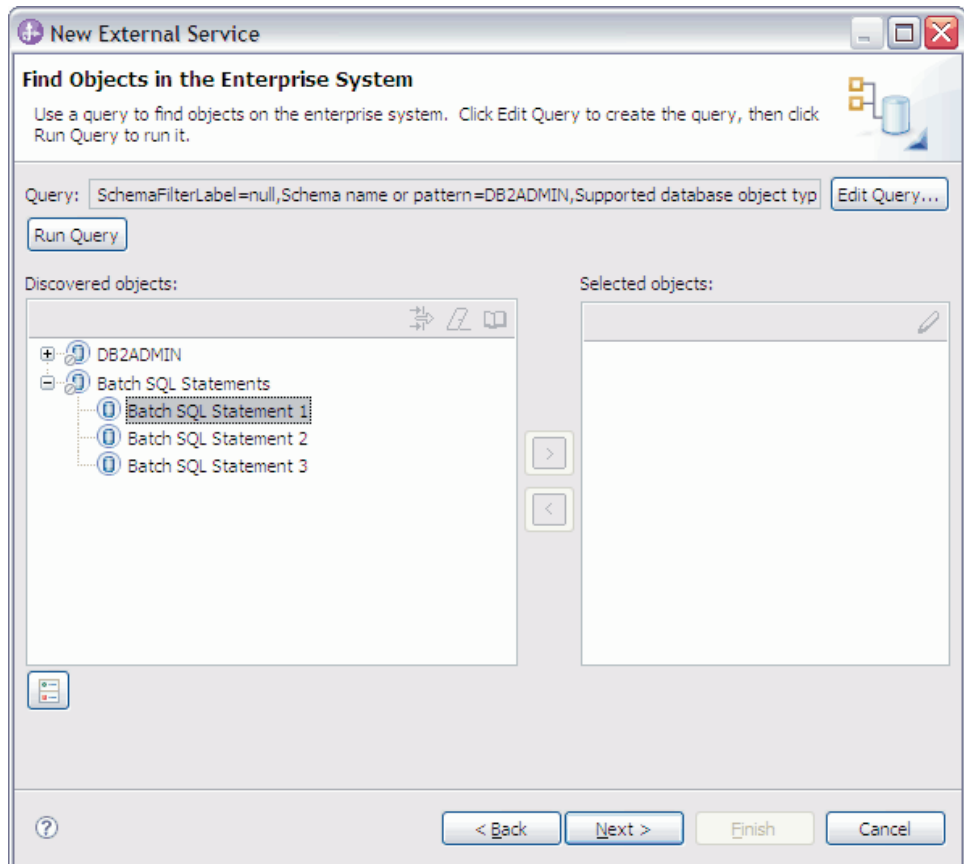 New External Service
Find Objects in the Enterprise System
Use a query to find objects on the enterprise system. Click Edit Query to create the query, then click
Run Query to run it.
Query: SchemaFilterLabel=null,Schema name or pattern=DB2ADMIN,Supported database object typ Edit Query...
Run Query
Discovered objects: Selected objects:
DB2ADMIN
Batch SQL Statements
Batch SQL Statement 1
Batch SQL Statement 2
Batch SQL Statement 3
>
<
? < Back Next > Finish Cancel